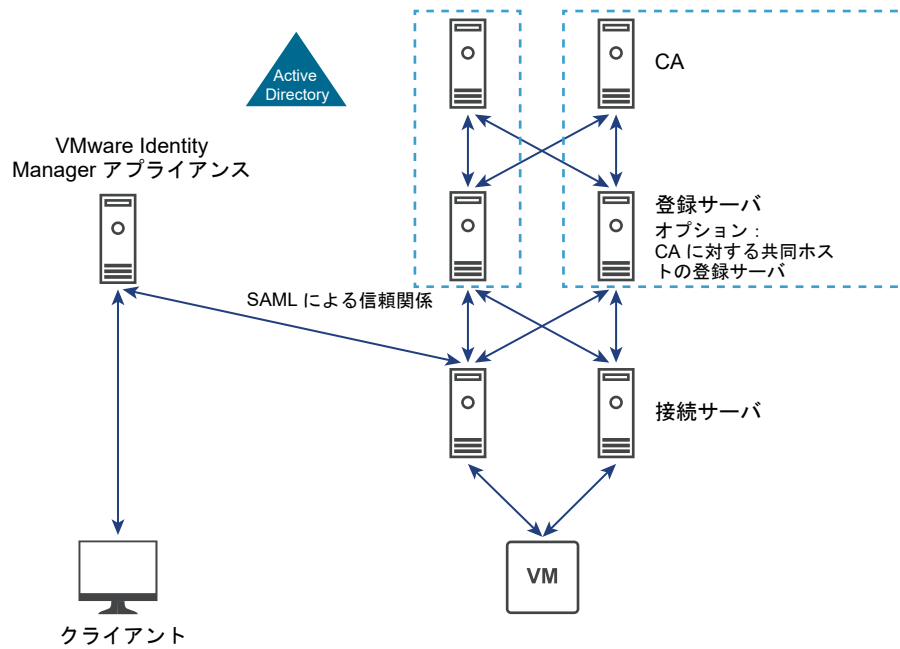 Active
Directory
CA
VMware Identity
Manager アプライアンス
登録サーバ
オプション：
CA に対する共同ホス
トの登録サーバ
SAML による信頼関係
接続サーバ
VM
クライアント